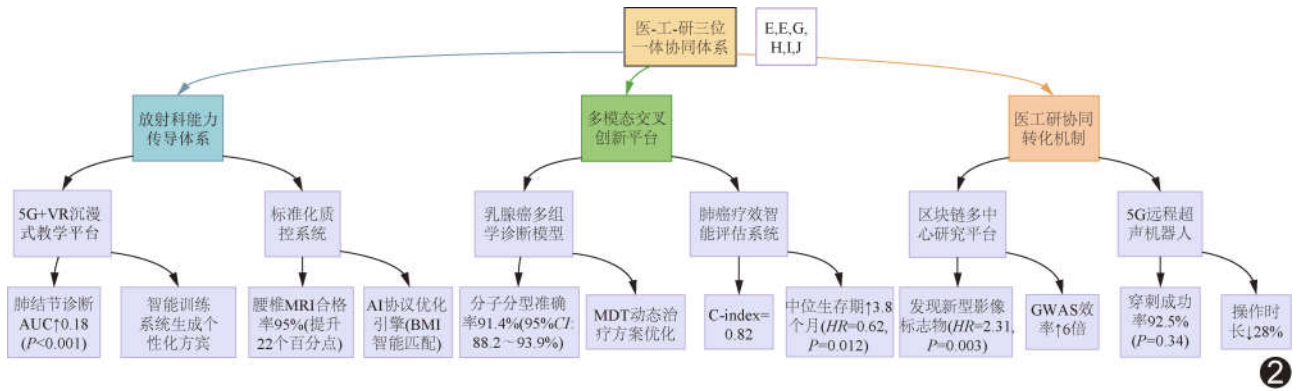 医-工-研三位
一体协同体系
E,E,G,
H,I,J
放射科能力
传导体系
多模态交叉
创新平台
医工研协同
转化机制
5G+VR沉漫
式教学平台
标准化质
控系统
乳腺癌多组
学诊断模型
肺癌疗效智
能评估系统
区块链多中
心研究平台
5G远程超
声机器人
肺结节诊断
AUC↑0.18
(P<0.001)
智能训练
系统生成个
性化方宾
腰椎MRI合格
率95%(提升
22个百分点)
AI协议优化
引擎(BMI
智能匹配)
分子分型准确
率91.4%(95%CI:
88.2～93.9%)
MDT动态治
疗方案优化
C-index=
0.82
中位生存期↑3.8
个月(HR=0.62,
P=0.012)
发现新型影像
标志物(HR=2.31,
P=0.003)
GWAS效
率↑6倍
穿刺成功
率92.5%
(P=0.34)
操作时
长↓28%
2